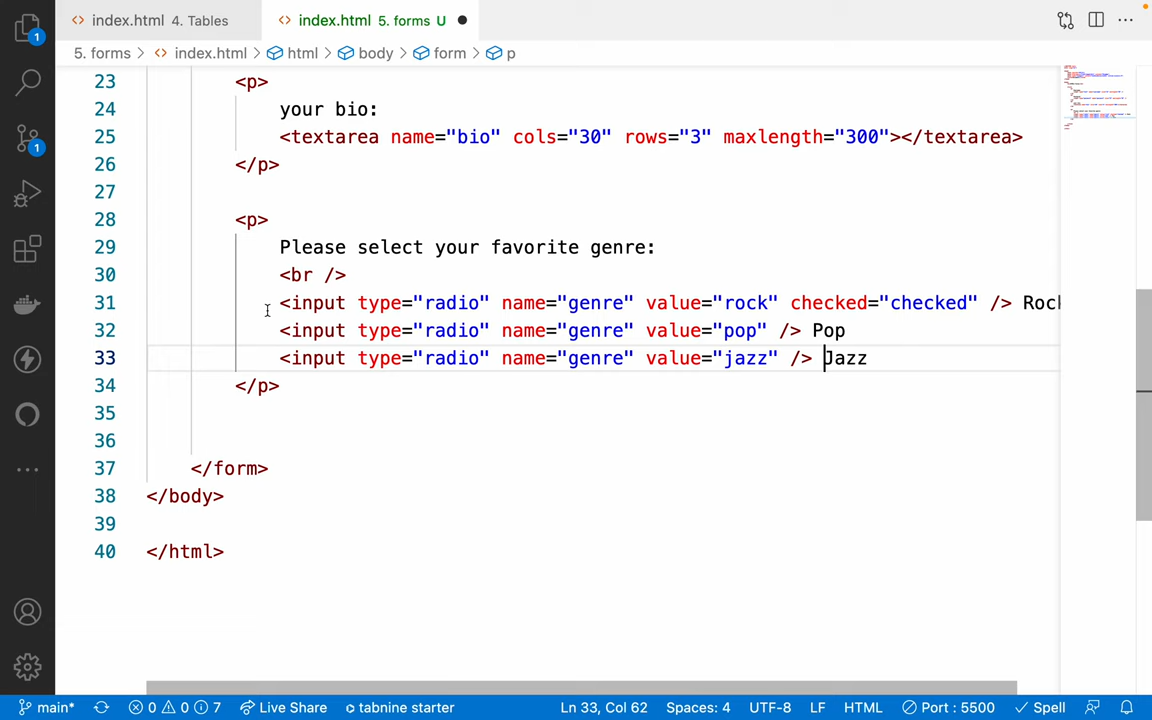 index.html 4. Tables
index.html 5. forms U
5. forms > index.html > html > body > form > p
23 <p>
24 your bio:
25 <textarea name="bio" cols="30" rows="3" maxlength="300"></textarea>
26 </p>
27
28 <p>
29 Please select your favorite genre:
30 <br />
31 <input type="radio" name="genre" value="rock" checked="checked" /> Rock
32 <input type="radio" name="genre" value="pop" /> Pop
33 <input type="radio" name="genre" value="jazz" /> Jazz
34 </p>
35
36
37 </form>
38 </body>
39
40 </html>
1
1
main* 0 0 7 Live Share tabnine starter Ln 33, Col 62 Spaces: 4 UTF-8 LF HTML Port : 5500 Spell